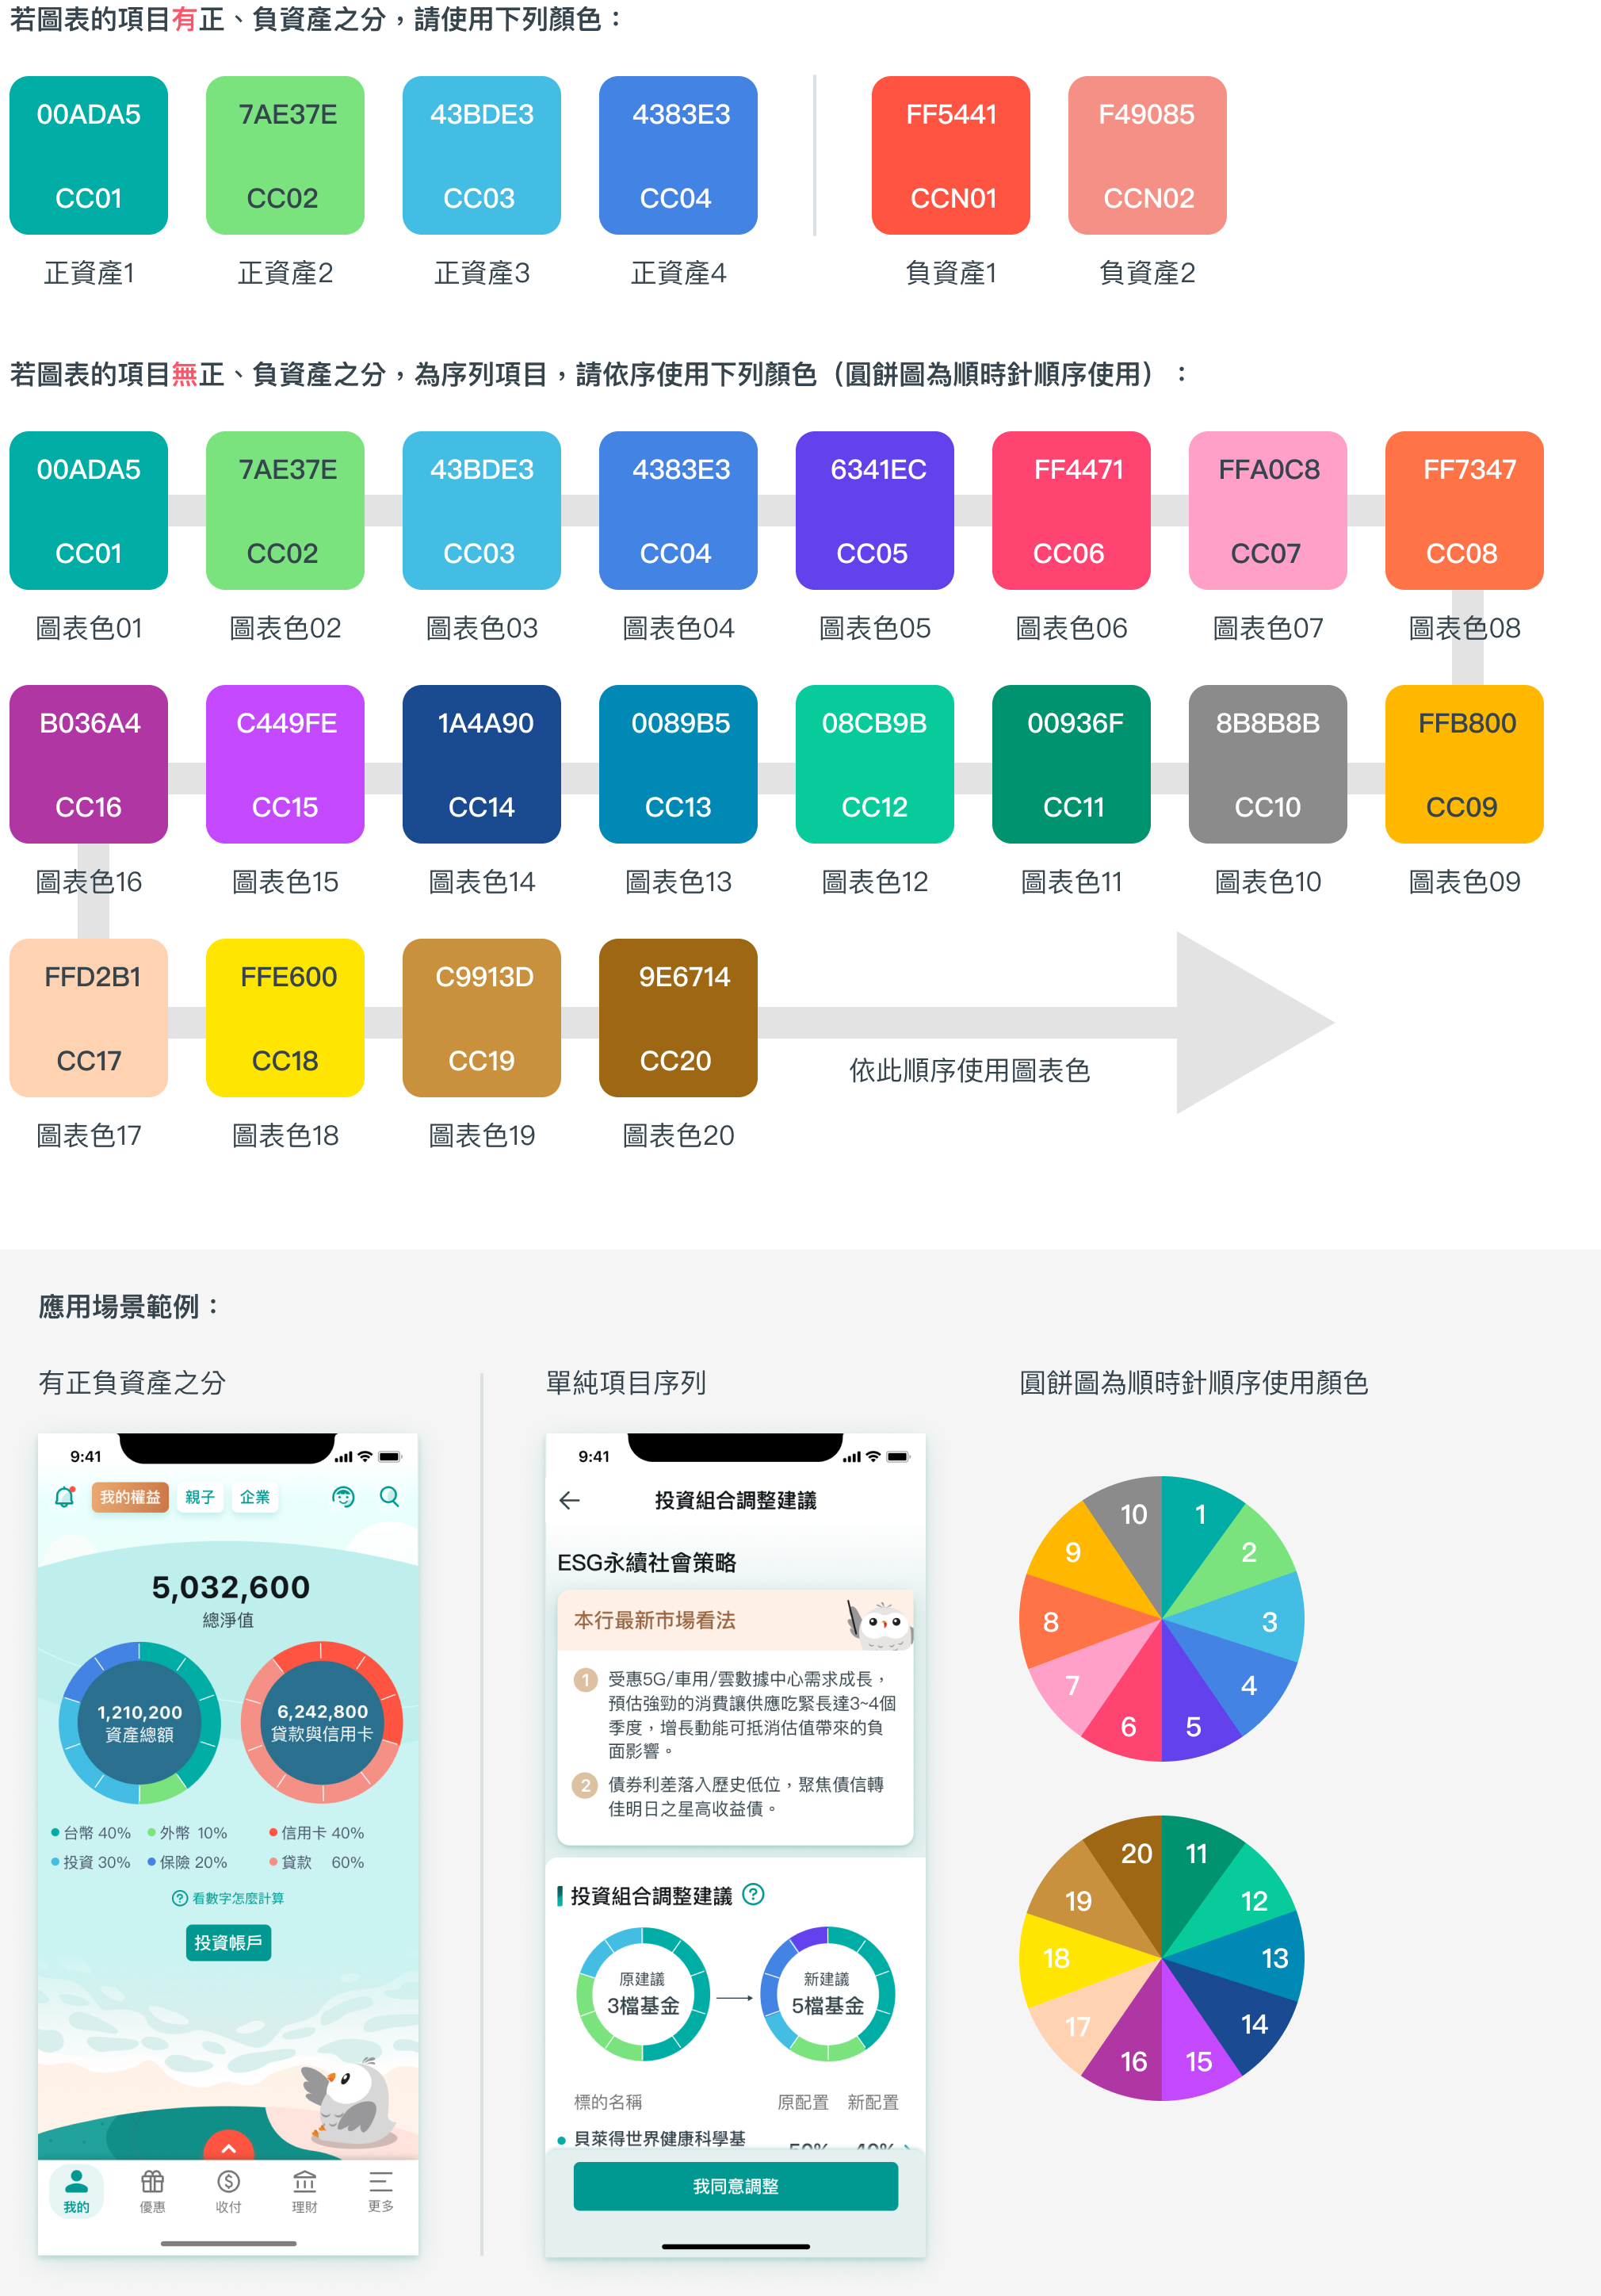 若圖表的項目有正、負資產之分，請使用下列顏色：
00ADA5
7AE37E
43BDE3
4383E3
FF5441
F49085
CC01
CC02
CC03
CC04
CCN01
CCN02
正資產1
正資產2
正資產3
正資產4
負資產1
負資產2
若圖表的項目無正、負資產之分，為序列項目，請依序使用下列顏色（圓餅圖為順時針順序使用）：
00ADA5
7AE37E
43BDE3
4383E3
6341EC
FF4471
FFA0C8
FF7347
CC01
CC02
CC03
CC04
CC05
CC06
CC07
CC08
圖表色01
圖表色02
圖表色03
圖表色04
圖表色05
圖表色06
圖表色07
圖表色08
B036A4
C449FE
1A4A90
0089B5
08CB9B
00936F
8B8B8B
FFB800
CC16
CC15
CC14
CC13
CC12
CC11
CC10
CC09
圖表色16
圖表色15
圖表色14
圖表色13
圖表色12
圖表色11
圖表色10
圖表色09
FFD2B1
FFE600
C9913D
9E6714
CC17
CC18
CC19
CC20
依此順序使用圖表色
圖表色17
圖表色18
圖表色19
圖表色20
應用場景範例：
有正負資產之分
9:41
我的權益
親子
企業
5,032,600
總淨值
1,210,200
資產總額
6,242,800
貸款與信用卡
台幣 40%
外幣 10%
信用卡 40%
投資 30%
保險 20%
貸款 60%
看數字怎麼計算
投資帳戶
我的
優惠
收付
理財
更多
單純項目序列
9:41
投資組合調整建議
ESG永續社會策略
本行最新市場看法
1 受惠5G/車用/雲數據中心需求成長，
預估強勁的消費讓供應吃緊長達3~4個
季度，增長動能可抵消估值帶來的負
面影響。
2 債券利差落入歷史低位，聚焦債信轉
佳明日之星高收益債。
投資組合調整建議
原建議
3檔基金
新建議
5檔基金
標的名稱
原配置
新配置
貝萊得世界健康科學基
50%
40%
我同意調整
圓餅圖為順時針順序使用顏色
1
2
3
4
5
6
7
8
9
10
11
12
13
14
15
16
17
18
19
20